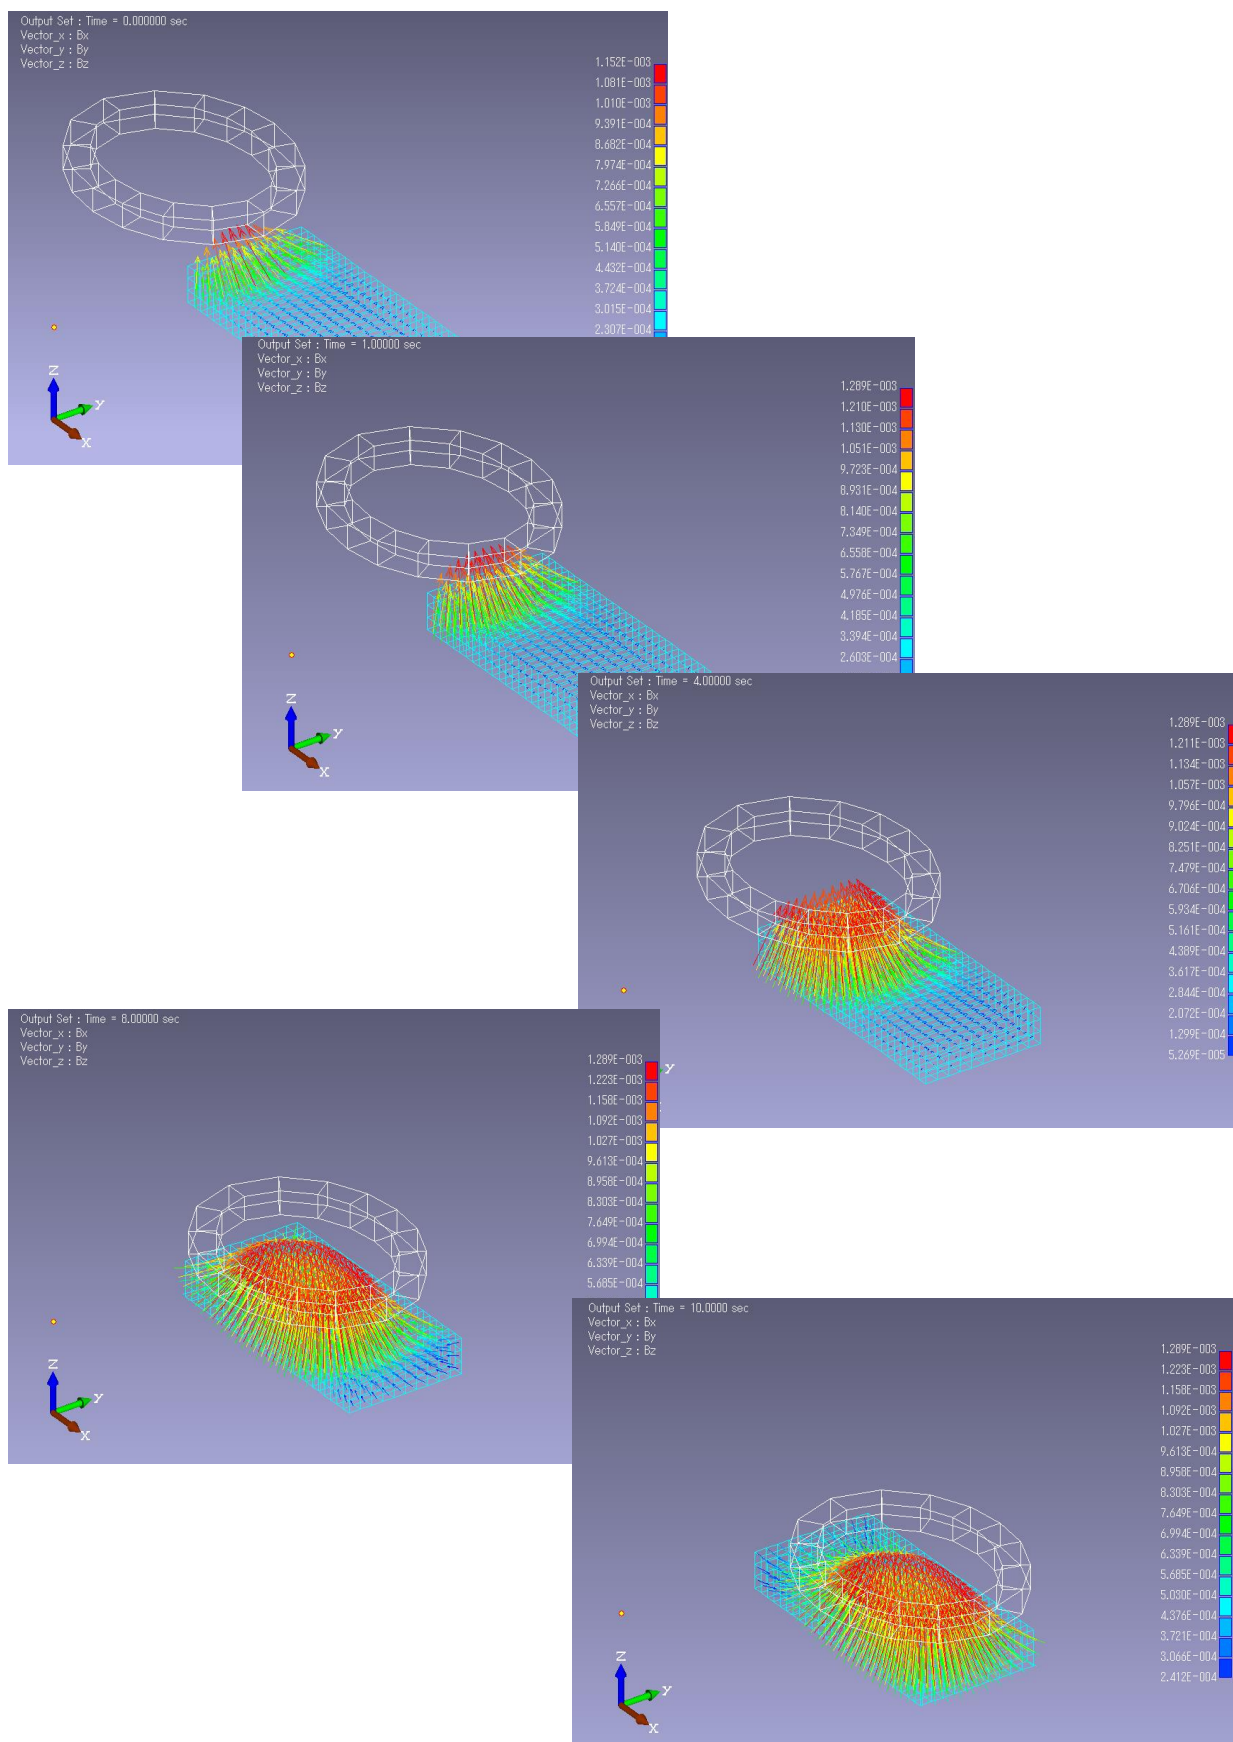 Output Set : Time = 0.000000 sec
Vector_x : Bx
Vector_y : By
Vector_z : Bz
1.152E-003
1.081E-003
1.010E-003
9.391E-004
8.682E-004
7.974E-004
7.266E-004
6.557E-004
5.849E-004
5.140E-004
4.432E-004
3.724E-004
3.015E-004
2.307E-004
Z
Y
X
Output Set : Time = 1.00000 sec
Vector_x : Bx
Vector_y : By
Vector_z : Bz
1.289E-003
1.210E-003
1.130E-003
1.051E-003
9.723E-004
8.931E-004
8.140E-004
7.349E-004
6.558E-004
5.767E-004
4.976E-004
4.185E-004
3.394E-004
2.603E-004
Z
Y
X
Output Set : Time = 4.00000 sec
Vector_x : Bx
Vector_y : By
Vector_z : Bz
1.289E-003
1.211E-003
1.134E-003
1.057E-003
9.796E-004
9.024E-004
8.251E-004
7.479E-004
6.706E-004
5.934E-004
5.161E-004
4.389E-004
3.617E-004
2.844E-004
2.072E-004
1.299E-004
5.269E-005
Y
Output Set : Time = 8.00000 sec
Vector_x : Bx
Vector_y : By
Vector_z : Bz
1.289E-003
1.223E-003
1.158E-003
1.092E-003
1.027E-003
9.613E-004
8.958E-004
8.303E-004
7.649E-004
6.994E-004
6.339E-004
5.685E-004
Z
Y
X
Output Set : Time = 10.0000 sec
Vector_x : Bx
Vector_y : By
Vector_z : Bz
1.289E-003
1.223E-003
1.158E-003
1.092E-003
1.027E-003
9.613E-004
8.958E-004
8.303E-004
7.649E-004
6.994E-004
6.339E-004
5.685E-004
5.030E-004
4.376E-004
3.721E-004
3.066E-004
2.412E-004
Z
Y
X